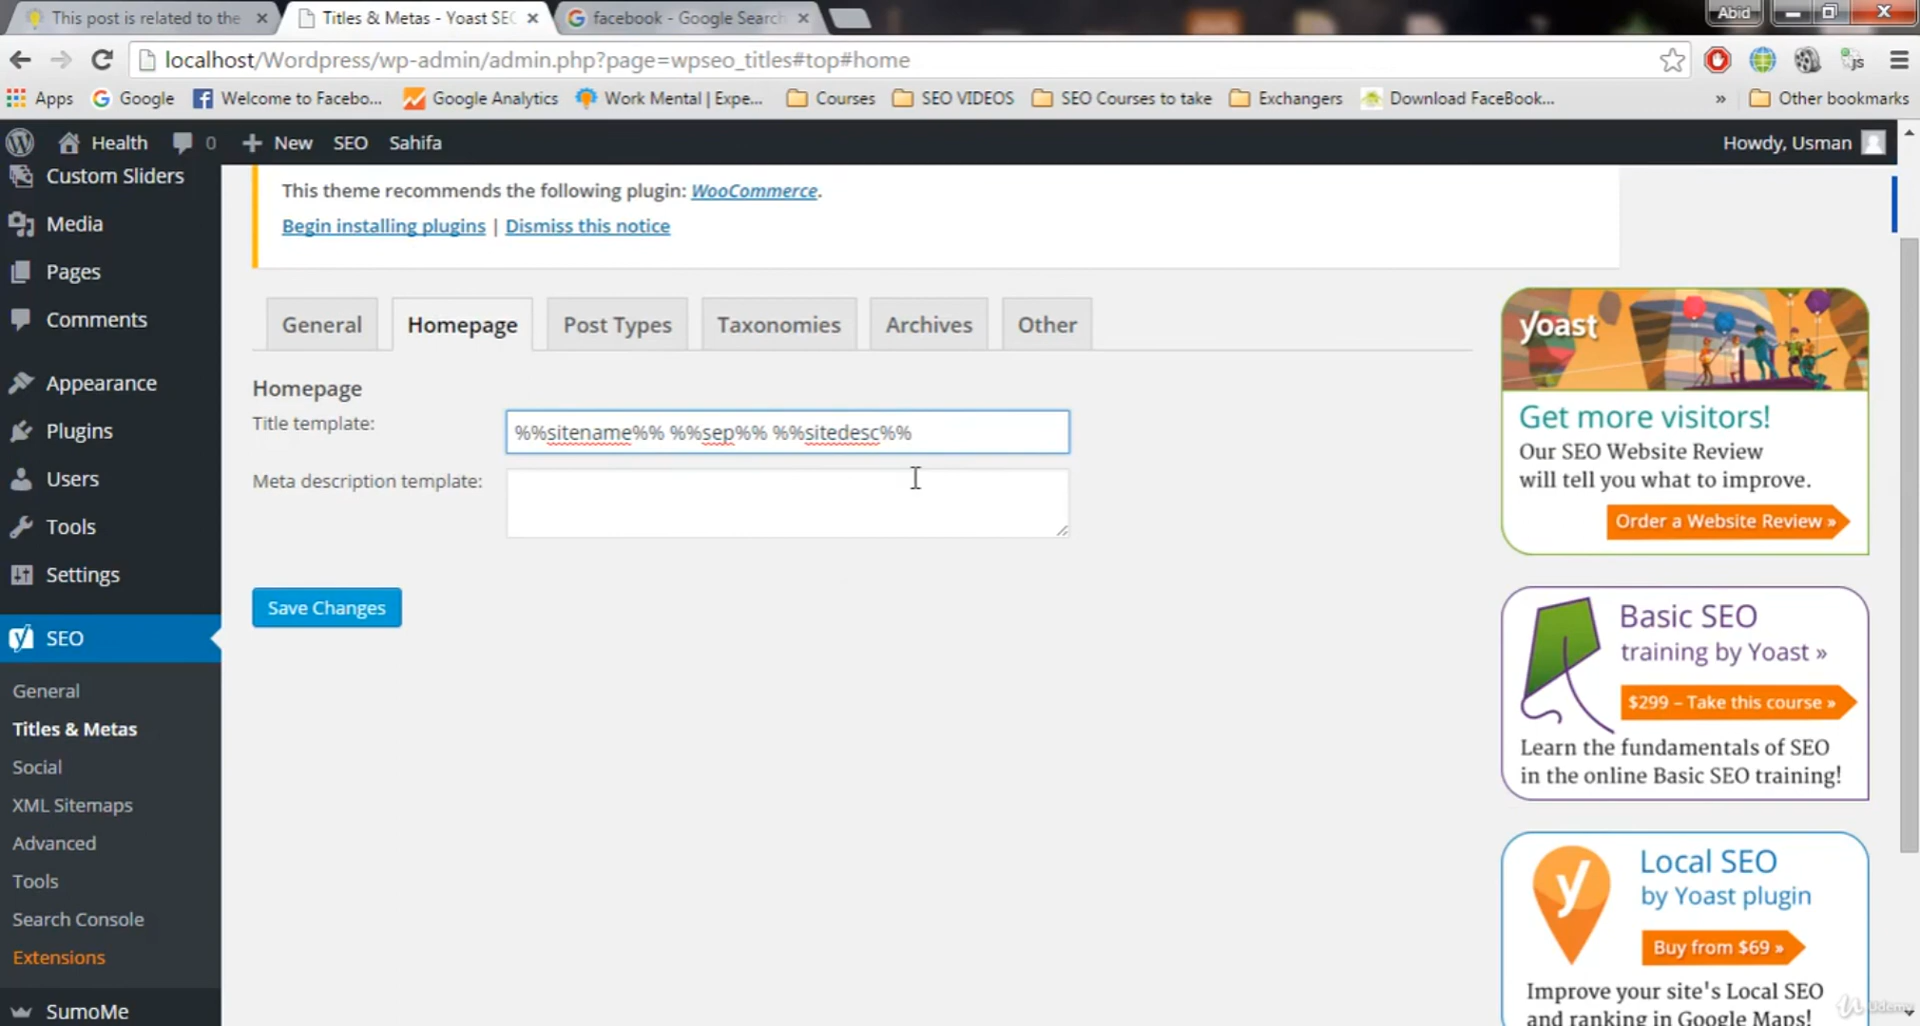 This post is related to the
Titles & Metas - Yoast SEO
facebook - Google Search
Abid
localhost/Wordpress/wp-admin/admin.php?page=wpseo_titles#top#home
Apps
Google
Welcome to Facebo...
Google Analytics
Work Mental | Expe...
Courses
SEO VIDEOS
SEO Courses to take
Exchangers
Download FaceBook...
»
Other bookmarks
Health
0
New
SEO
Sahifa
Howdy, Usman
Custom Sliders
Media
Pages
Comments
Appearance
Plugins
Users
Tools
Settings
SEO
General
Titles & Metas
Social
XML Sitemaps
Advanced
Tools
Search Console
Extensions
SumoMe
This theme recommends the following plugin: WooCommerce.
Begin installing plugins | Dismiss this notice
General
Homepage
Post Types
Taxonomies
Archives
Other
Homepage
Title template:
%%sitename%% %%sep%% %%sitedesc%%
Meta description template:
Save Changes
yoast
Get more visitors!
Our SEO Website Review
will tell you what to improve.
Order a Website Review »
Basic SEO
training by Yoast »
$299 – Take this course »
Learn the fundamentals of SEO
in the online Basic SEO training!
Local SEO
by Yoast plugin
Buy from $69 »
Improve your site's Local SEO
and ranking in Google Maps!
Udemy